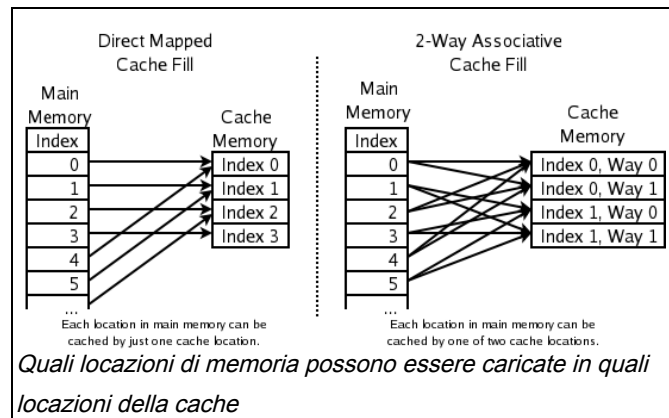 Direct Mapped
Cache Fill
Main
Memory
Cache
Memory
Index
0
1
2
3
4
5
...
Index 0
Index 1
Index 2
Index 3
Each location in main memory can be
cached by just one cache location.
2-Way Associative
Cache Fill
Main
Memory
Cache
Memory
Index
0
1
2
3
4
5
...
Index 0, Way 0
Index 0, Way 1
Index 1, Way 0
Index 1, Way 1
Each location in main memory can be
cached by one of two cache locations.
Quali locazioni di memoria possono essere caricate in quali
locazioni della cache